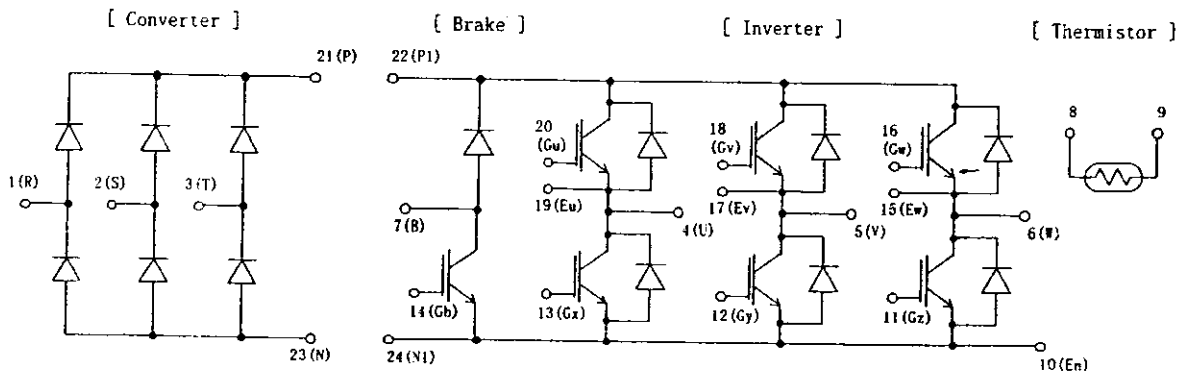 [ Converter ]
[ Brake ]
[ Inverter ]
[ Thermistor ]
21(P)
22(P1)
20
(Gu)
18
(Gv)
16
(Gw)
8
9
1(R)
2(S)
3(T)
7(B)
19(Eu)
4(U)
17(Ev)
5(V)
15(Ew)
6(W)
14(Gb)
13(Gx)
12(Gy)
11(Gz)
23(N)
24(N1)
10(En)